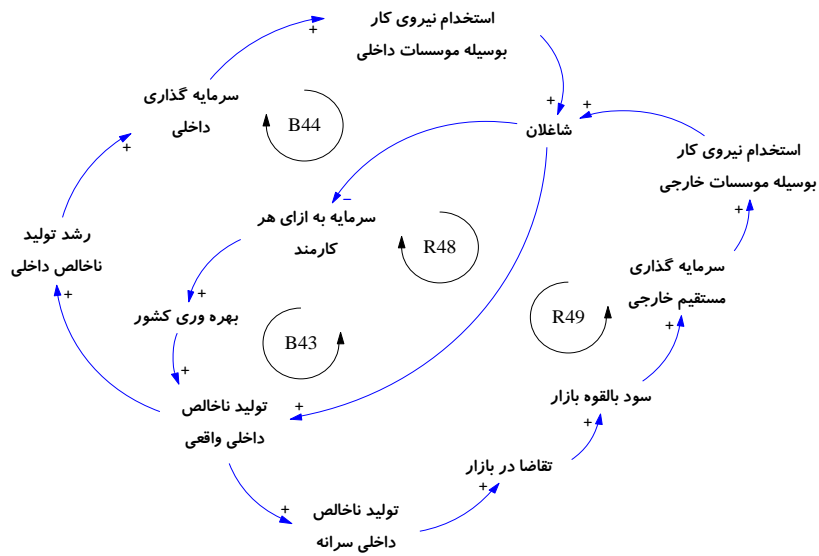 استخدام نیروی کار
بوسیله موسسات داخلی
+
سرمایه گذاری
داخلی
+
B44
+
+
شاغلان
استخدام نیروی کار
بوسیله موسسات خارجی
+
−
سرمایه به ازای هر
کارمند
R48
رشد تولید
ناخالص داخلی
+
سرمایه گذاری
مستقیم خارجی
+
+
بهره وری کشور
+
B43
R49
تولید ناخالص
داخلی واقعی
+
سود بالقوه بازار
+
تقاضا در بازار
+
تولید ناخالص
داخلی سرانه
+